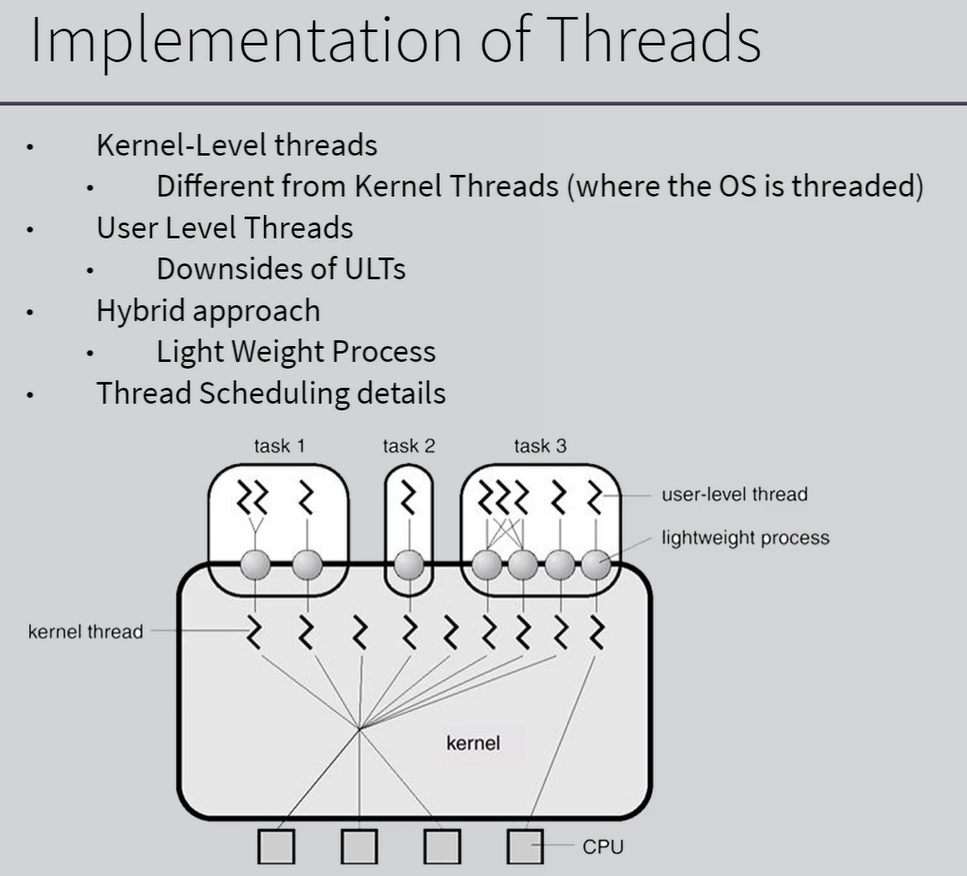 Implementation of Threads
• Kernel-Level threads
• Different from Kernel Threads (where the OS is threaded)
• User Level Threads
• Downsides of ULTs
• Hybrid approach
• Light Weight Process
• Thread Scheduling details
task 1 task 2 task 3
user-level thread
lightweight process
kernel thread
kernel
CPU